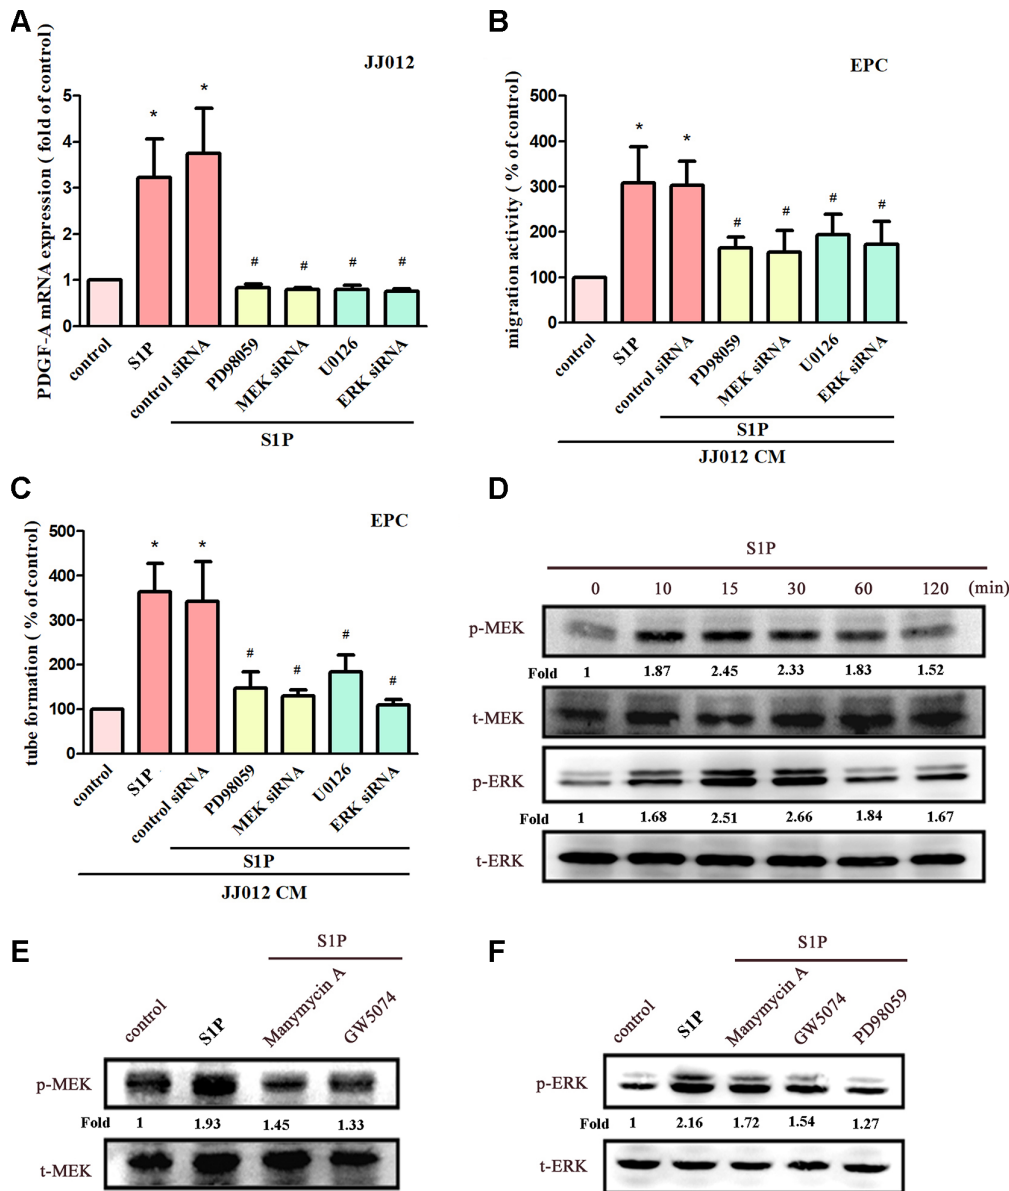 A
JJ012
PDGF-A mRNA expression ( fold of control)
5
4
3
2
1
0
* * # # # #
control S1P control siRNA PD98059 MEK siRNA U0126 ERK siRNA
S1P
B
EPC
migration activity ( % of control)
500
400
300
200
100
0
* * # # # #
control S1P control siRNA PD98059 MEK siRNA U0126 ERK siRNA
S1P
JJ012 CM
C
EPC
tube formation ( % of control)
500
400
300
200
100
0
* * # # # #
control S1P control siRNA PD98059 MEK siRNA U0126 ERK siRNA
S1P
JJ012 CM
D
S1P
0 10 15 30 60 120 (min)
p-MEK
Fold 1 1.87 2.45 2.33 1.83 1.52
t-MEK
p-ERK
Fold 1 1.68 2.51 2.66 1.84 1.67
t-ERK
E
S1P
control S1P Manymycin A GW5074
p-MEK
Fold 1 1.93 1.45 1.33
t-MEK
F
S1P
control S1P Manymycin A GW5074 PD98059
p-ERK
Fold 1 2.16 1.72 1.54 1.27
t-ERK